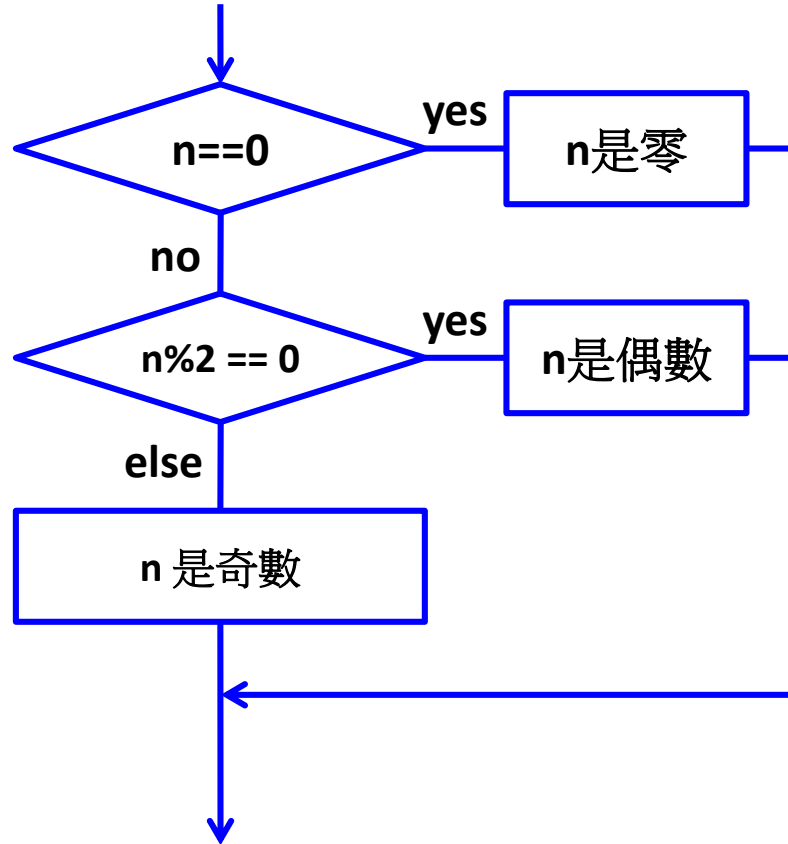 n==0
yes
n是零
no
n%2 == 0
yes
n是偶數
else
n 是奇數